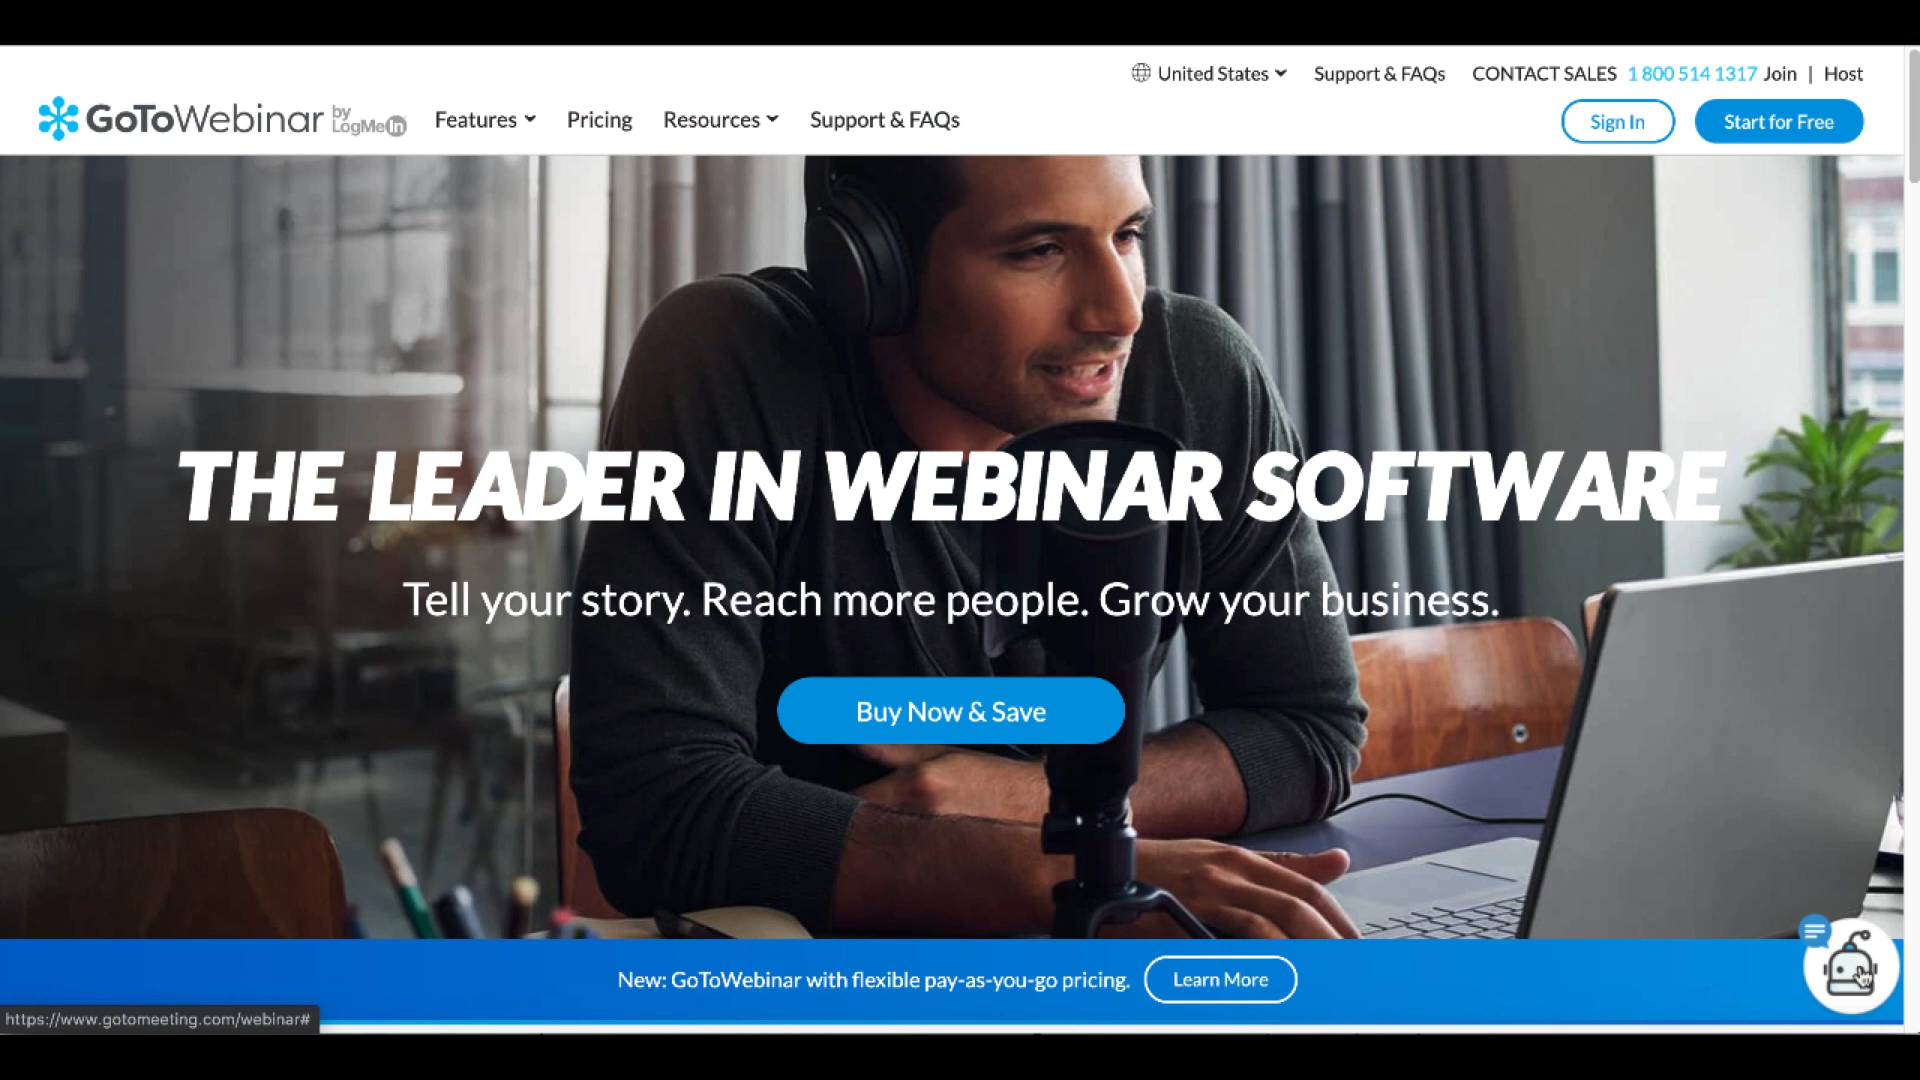 United States Support & FAQs CONTACT SALES 1 800 514 1317 Join | Host
GoToWebinar by LogMeIn Features Pricing Resources Support & FAQs Sign In Start for Free
THE LEADER IN WEBINAR SOFTWARE
Tell your story. Reach more people. Grow your business.
Buy Now & Save
New: GoToWebinar with flexible pay-as-you-go pricing. Learn More
https://www.gotomeeting.com/webinar#